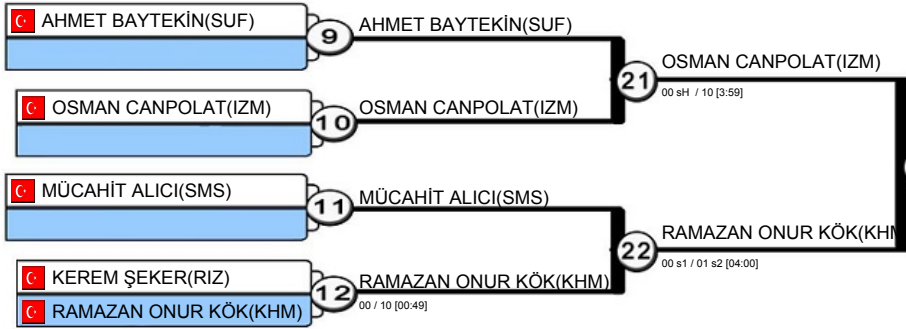 AHMET BAYTEKİN(SUF)
9
AHMET BAYTEKİN(SUF)
OSMAN CANPOLAT(IZM)
21
00 sH / 10 [3:59]
OSMAN CANPOLAT(IZM)
10
OSMAN CANPOLAT(IZM)
MÜCAHİT ALICI(SMS)
11
MÜCAHİT ALICI(SMS)
RAMAZAN ONUR KÖK(KHM
22
00 s1 / 01 s2 [04:00]
KEREM ŞEKER(RIZ)
12
RAMAZAN ONUR KÖK(KHM)
00 / 10 [00:49]
RAMAZAN ONUR KÖK(KHM)